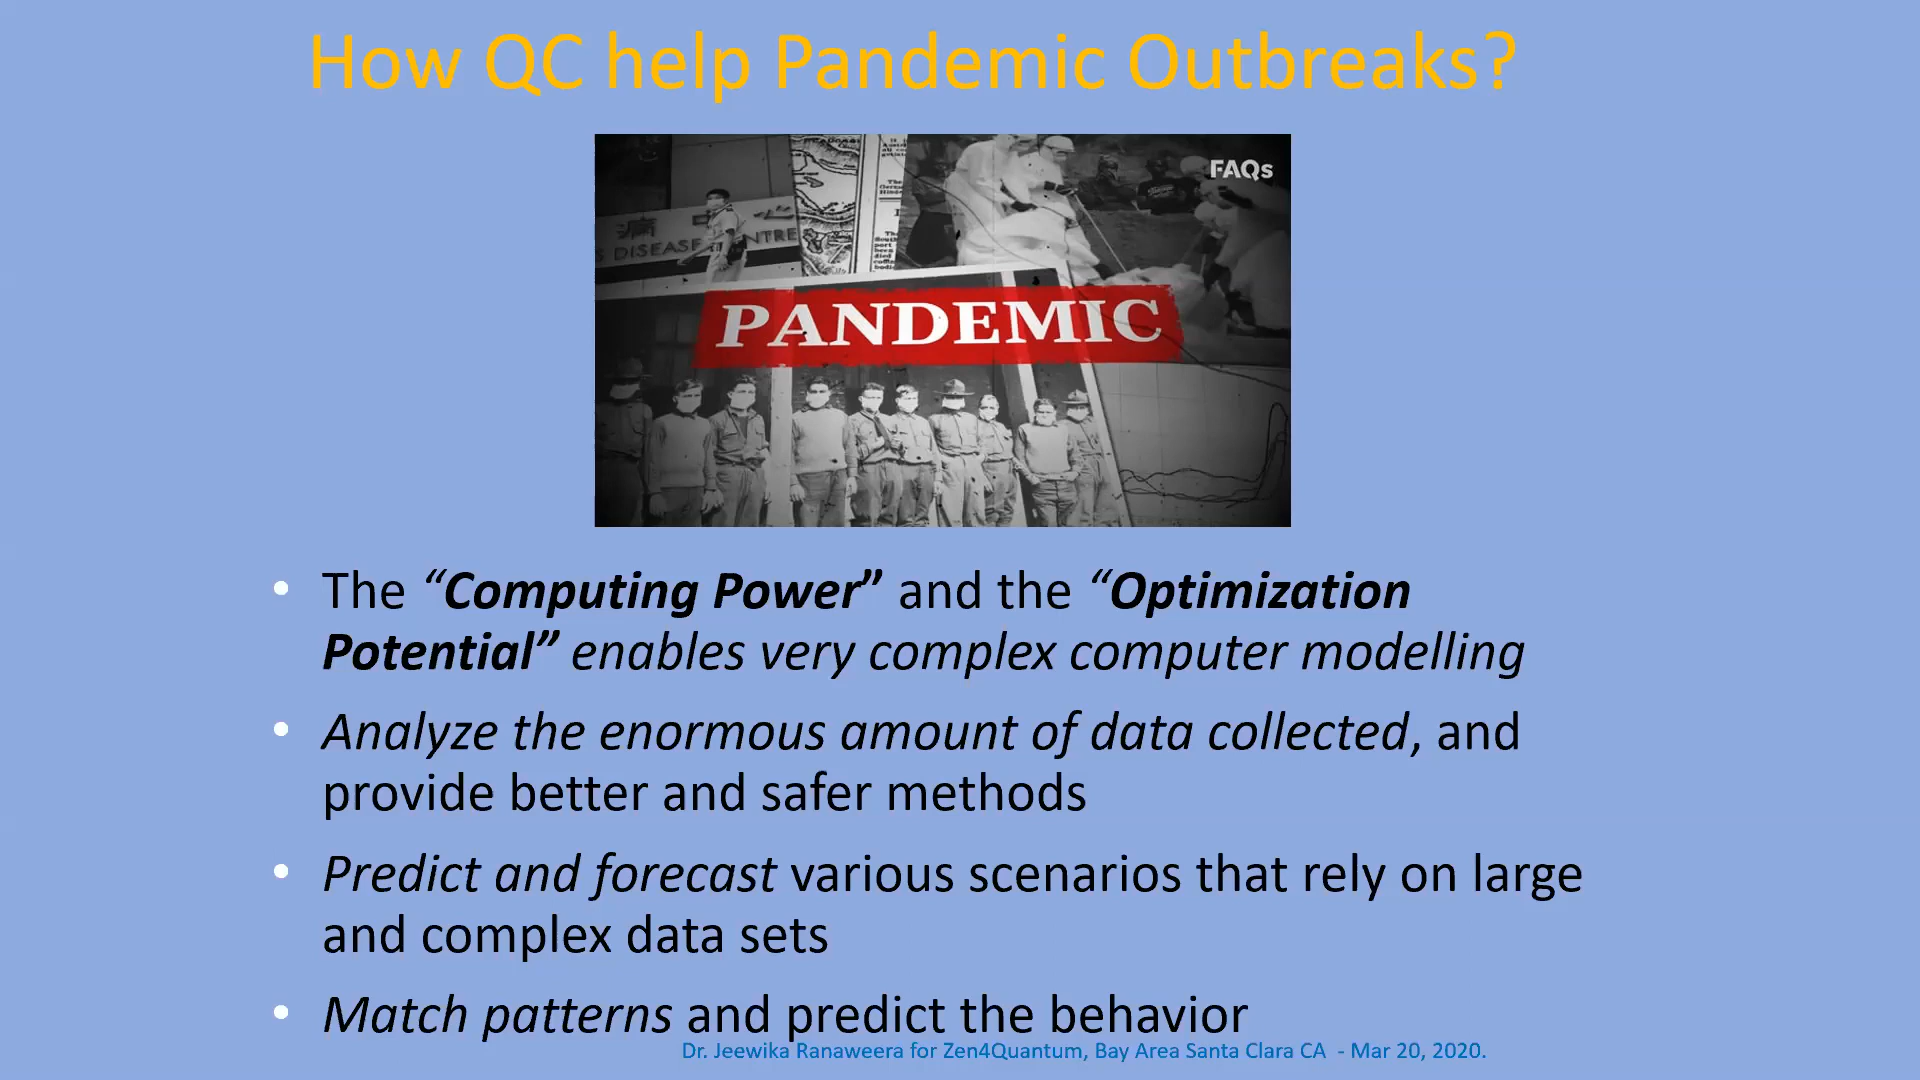 How QC help Pandemic Outbreaks?
FAQs
病
S DISEASE
NTRE
PANDEMIC
• The “Computing Power” and the “Optimization
Potential” enables very complex computer modelling
• Analyze the enormous amount of data collected, and
provide better and safer methods
• Predict and forecast various scenarios that rely on large
and complex data sets
• Match patterns and predict the behavior
Dr. Jeewika Ranaweera for Zen4Quantum, Bay Area Santa Clara CA - Mar 20, 2020.